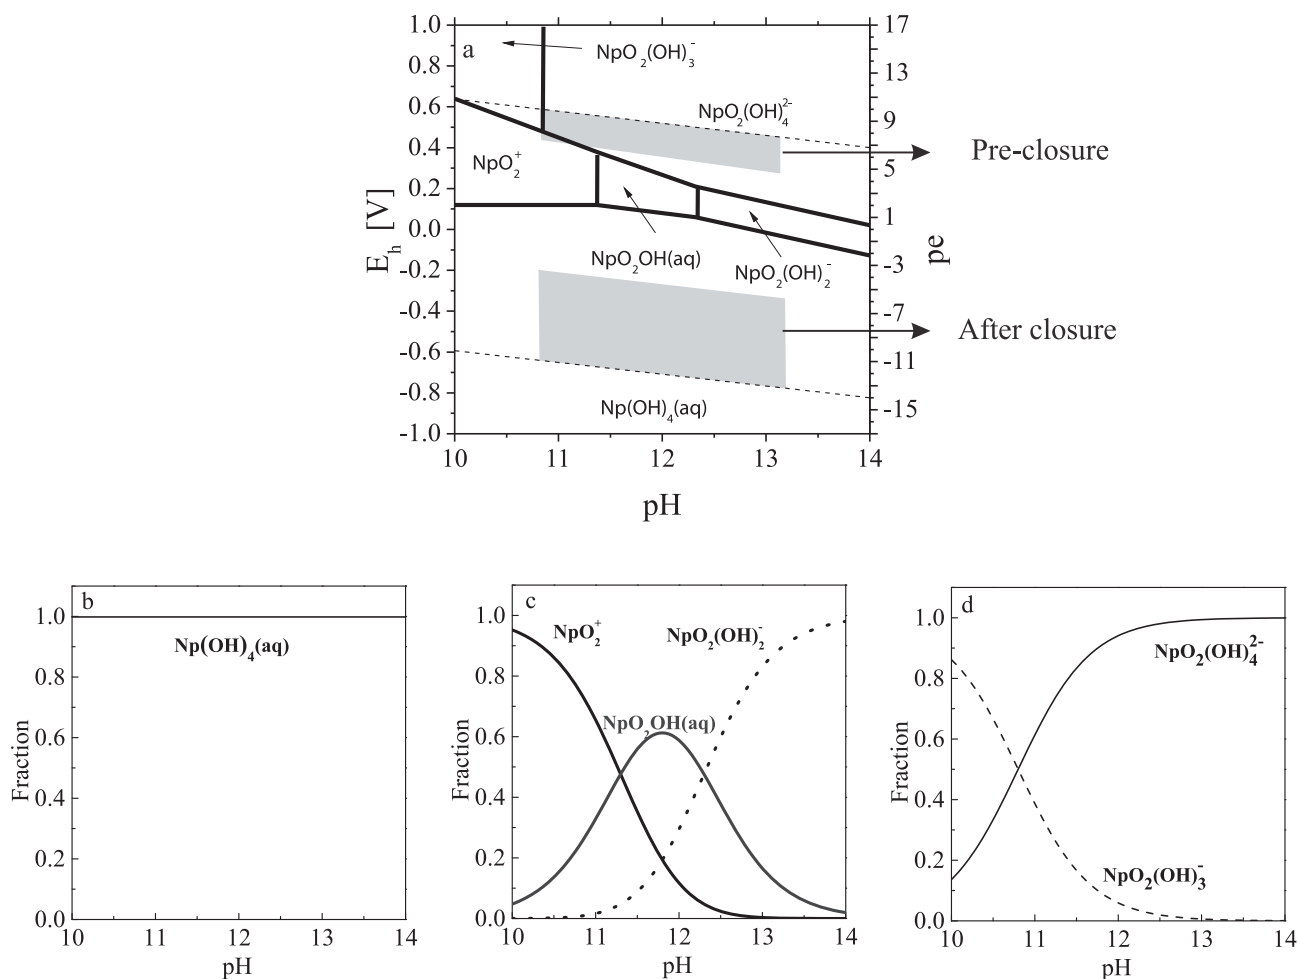 a
NpO2(OH)3-
NpO2(OH)4 2-
NpO2+
NpO2OH(aq)
NpO2(OH)2-
Np(OH)4(aq)
Pre-closure
After closure
Eh [V]
1.0
0.8
0.6
0.4
0.2
0.0
-0.2
-0.4
-0.6
-0.8
-1.0
17
13
9
5
1
-3
-7
-11
-15
pe
10 11 12 13 14
pH
b
Np(OH)4(aq)
Fraction
1.0
0.8
0.6
0.4
0.2
0.0
10 11 12 13 14
pH
c
NpO2+
NpO2(OH)2-
NpO2OH(aq)
Fraction
1.0
0.8
0.6
0.4
0.2
0.0
10 11 12 13 14
pH
d
NpO2(OH)4 2-
NpO2(OH)3-
Fraction
1.0
0.8
0.6
0.4
0.2
0.0
10 11 12 13 14
pH